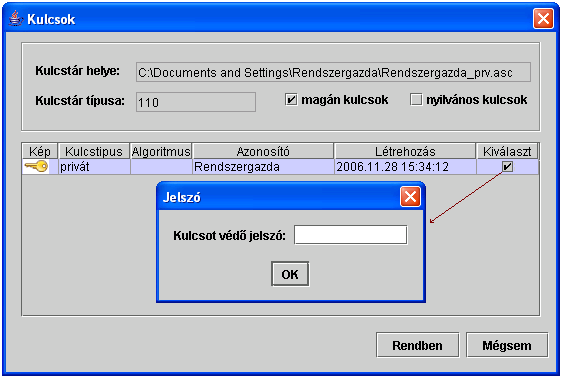 Kulcsok
Kulcstár helye: C:\Documents and Settings\Rendszergazda\Rendszergazda_prv.asc
Kulcstár típusa: 110 magán kulcsok nyilvános kulcsok
Kép Kulcstipus Algoritmus Azonosító Létrehozás Kiválaszt
privát Rendszergazda 2006.11.28 15:34:12
Jelszó
Kulcsot védő jelszó:
OK
Rendben Mégsem